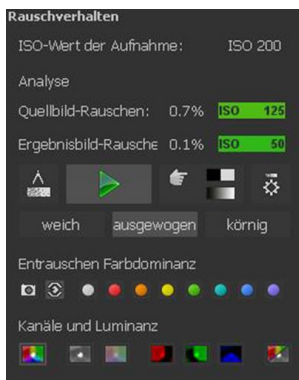 Rauschverhalten
ISO-Wert der Aufnahme: ISO 200
Analyse
Quellbild-Rauschen: 0.7% ISO 125
Ergebnisbild-Rausche 0.1% ISO 50
weich ausgewogen körnig
Entrauschen Farbdominanz
Kanäle und Luminanz